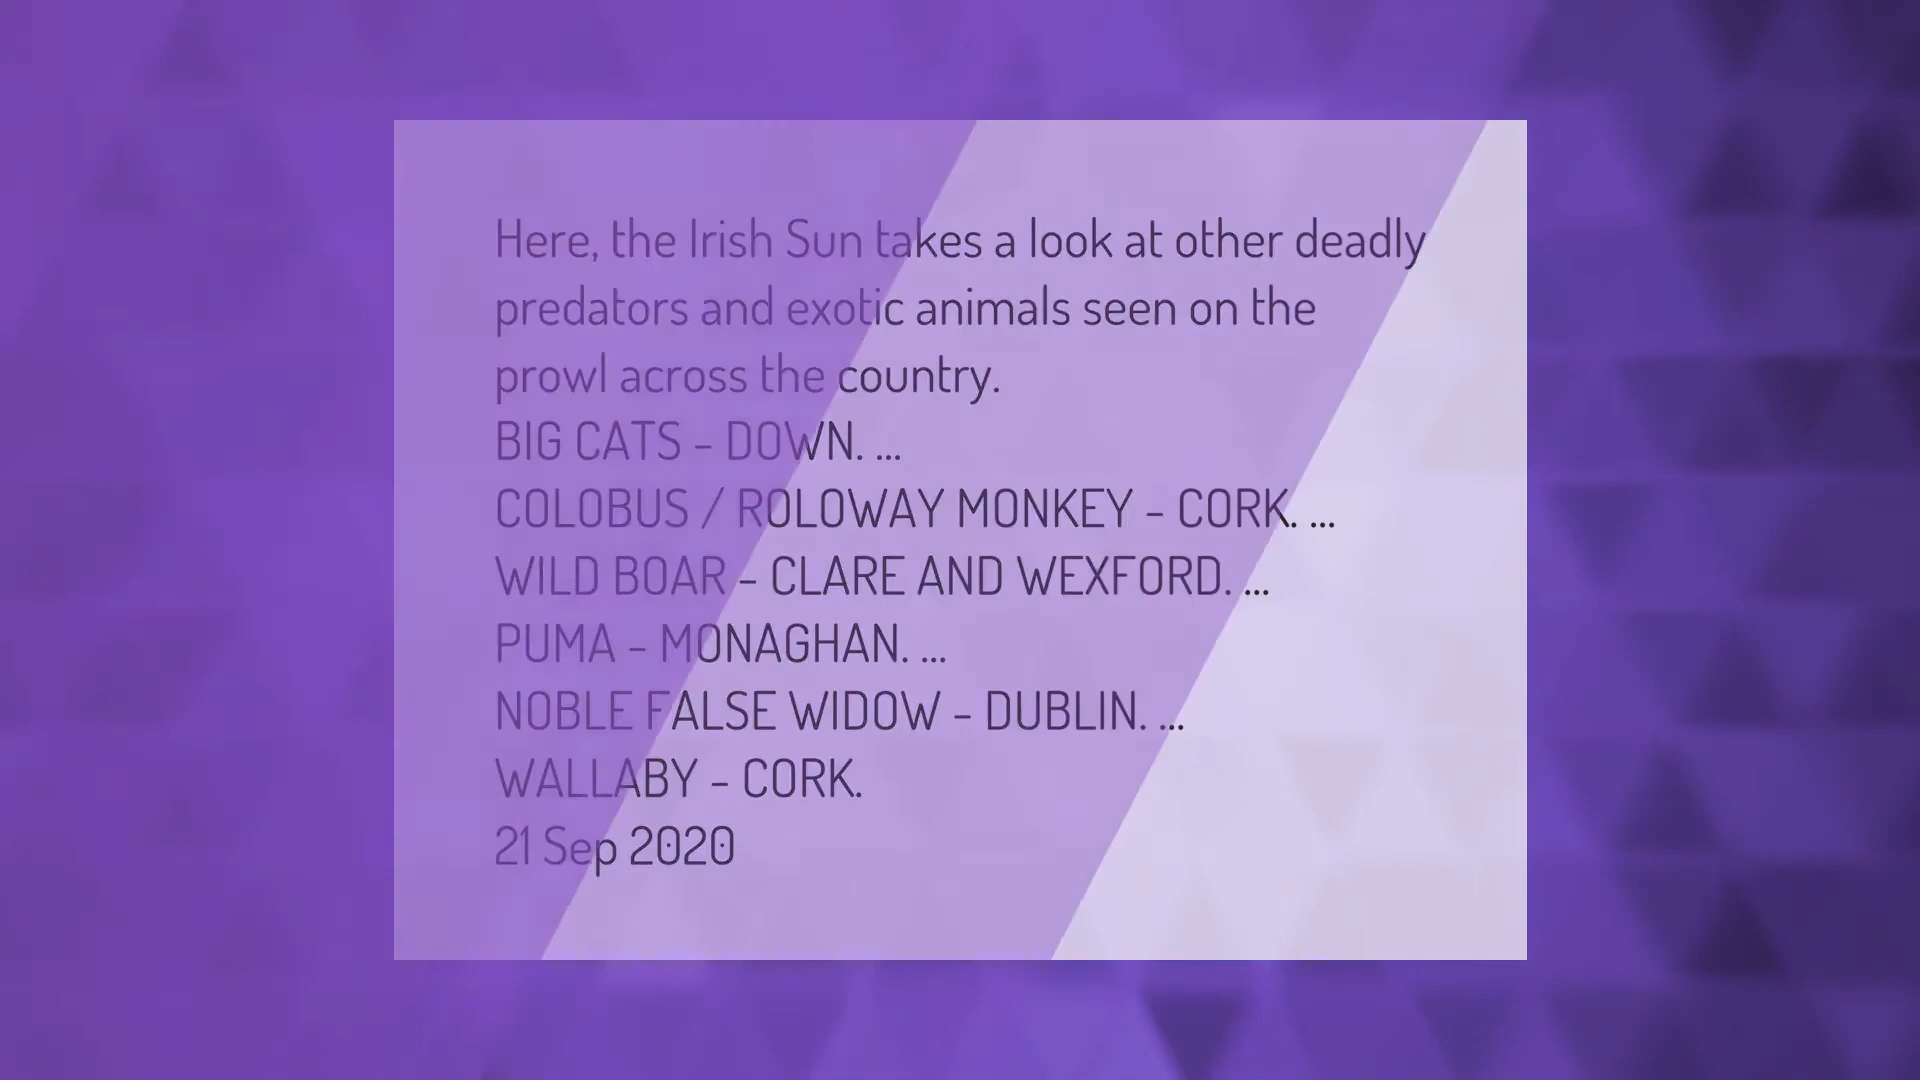 Here, the Irish Sun takes a look at other deadly
predators and exotic animals seen on the
prowl across the country.
BIG CATS - DOWN. ...
COLOBUS / ROLOWAY MONKEY - CORK. ...
WILD BOAR - CLARE AND WEXFORD. ...
PUMA - MONAGHAN. ...
NOBLE FALSE WIDOW - DUBLIN. ...
WALLABY - CORK.
21 Sep 2020